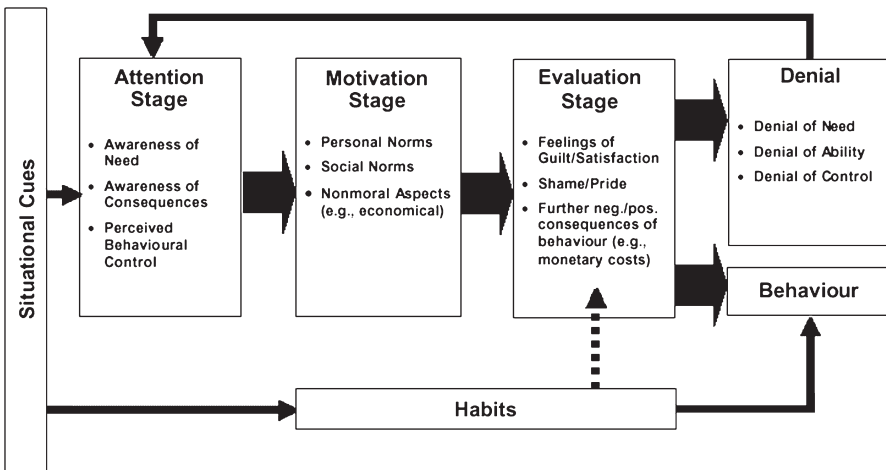 Situational Cues
Attention
Stage
• Awareness of
Need
• Awareness of
Consequences
• Perceived
Behavioural
Control
Motivation
Stage
• Personal Norms
• Social Norms
• Nonmoral Aspects
(e.g., economical)
Evaluation
Stage
• Feelings of
Guilt/Satisfaction
• Shame/Pride
• Further neg./pos.
consequences of
behaviour (e.g.,
monetary costs)
Denial
• Denial of Need
• Denial of Ability
• Denial of Control
Behaviour
Habits